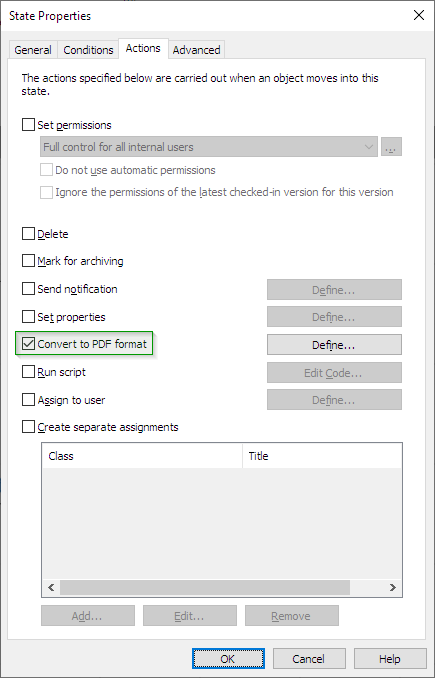 State Properties
General Conditions Actions Advanced
The actions specified below are carried out when an object moves into this
state.
Set permissions
Full control for all internal users ...
Do not use automatic permissions
Ignore the permissions of the latest checked-in version for this version
Delete
Mark for archiving
Send notification Define...
Set properties Define...
Convert to PDF format Define...
Run script Edit Code...
Assign to user Define...
Create separate assignments
Class Title
Add... Edit... Remove
OK Cancel Help